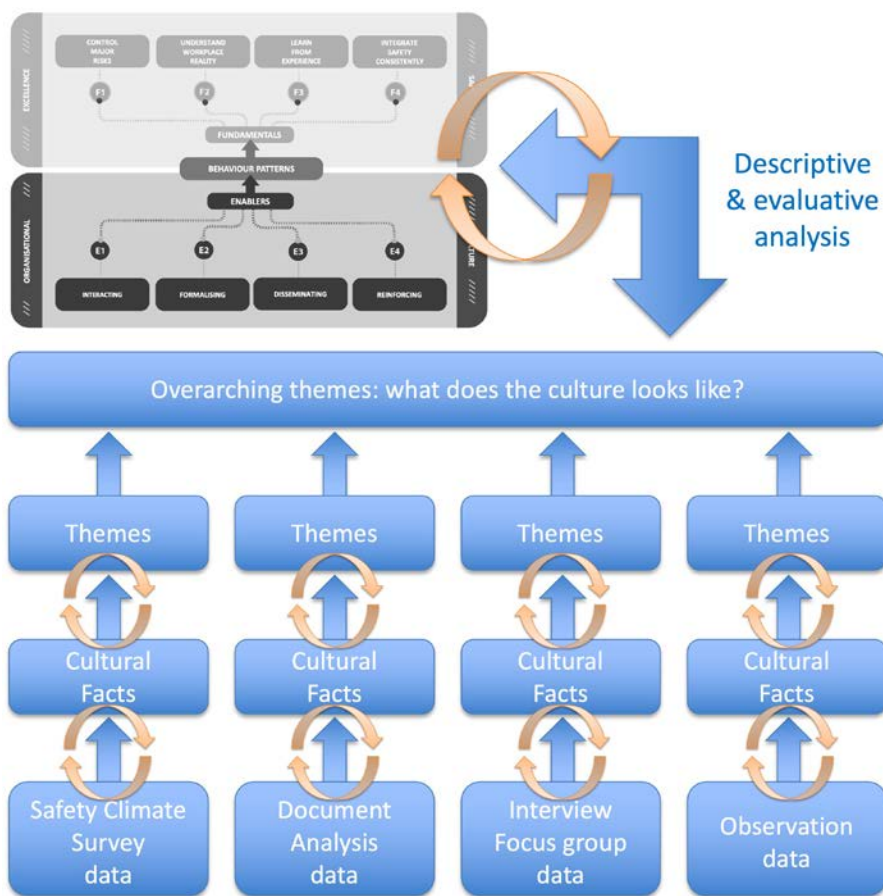 EXCELLENCE
SA
CONTROL
MAJOR
RISKS
UNDERSTAND
WORKPLACE
REALITY
LEARN
FROM
EXPERIENCE
INTEGRATE
SAFETY
CONSISTENTLY
F1
F2
F3
F4
FUNDAMENTALS
BEHAVIOUR PATTERNS
ENABLERS
ORGANISATIONAL
TURE
E1
E2
E3
E4
INTERACTING
FORMALISING
DISSEMINATING
REINFORCING
Descriptive
& evaluative
analysis
Overarching themes: what does the culture looks like?
Themes
Themes
Themes
Themes
Cultural
Facts
Cultural
Facts
Cultural
Facts
Cultural
Facts
Safety Climate
Survey
data
Document
Analysis
data
Interview
Focus group
data
Observation
data